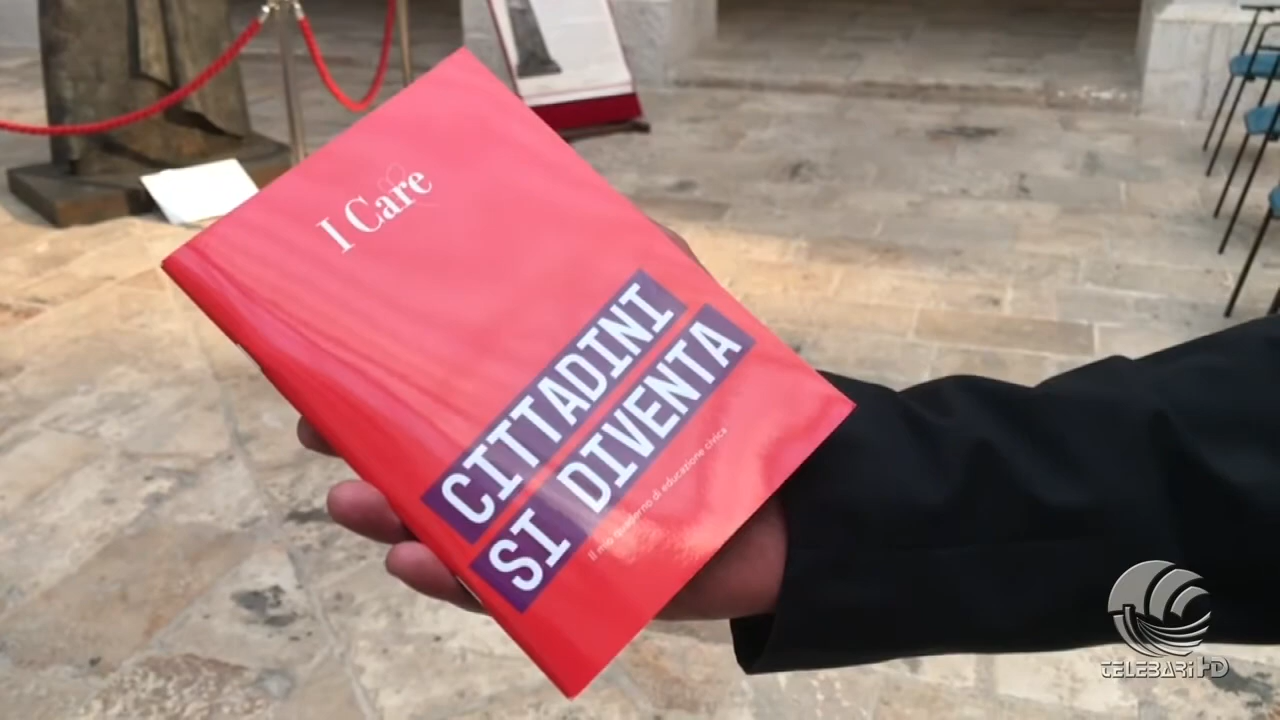 I Care
CITTADINI
SI DIVENTA
Il mio quaderno di educazione civica
TELEBARI HD